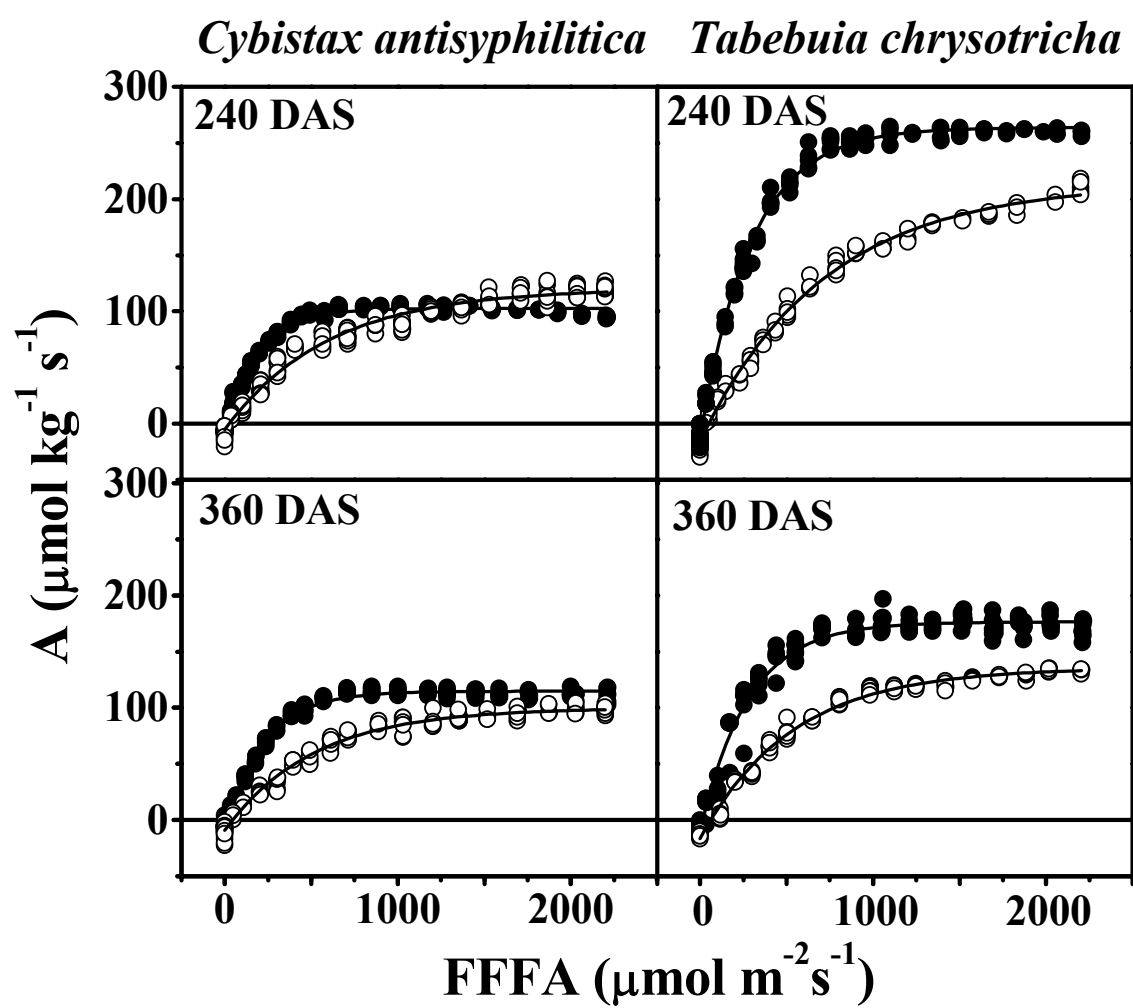 Cybistax antisyphilitica Tabebuia chrysotricha
300
240 DAS
240 DAS
200
100
0
300
360 DAS
360 DAS
200
100
0
A (μmol kg⁻¹ s⁻¹)
0 1000 2000 0 1000 2000
FFFA (μmol m⁻²s⁻¹)